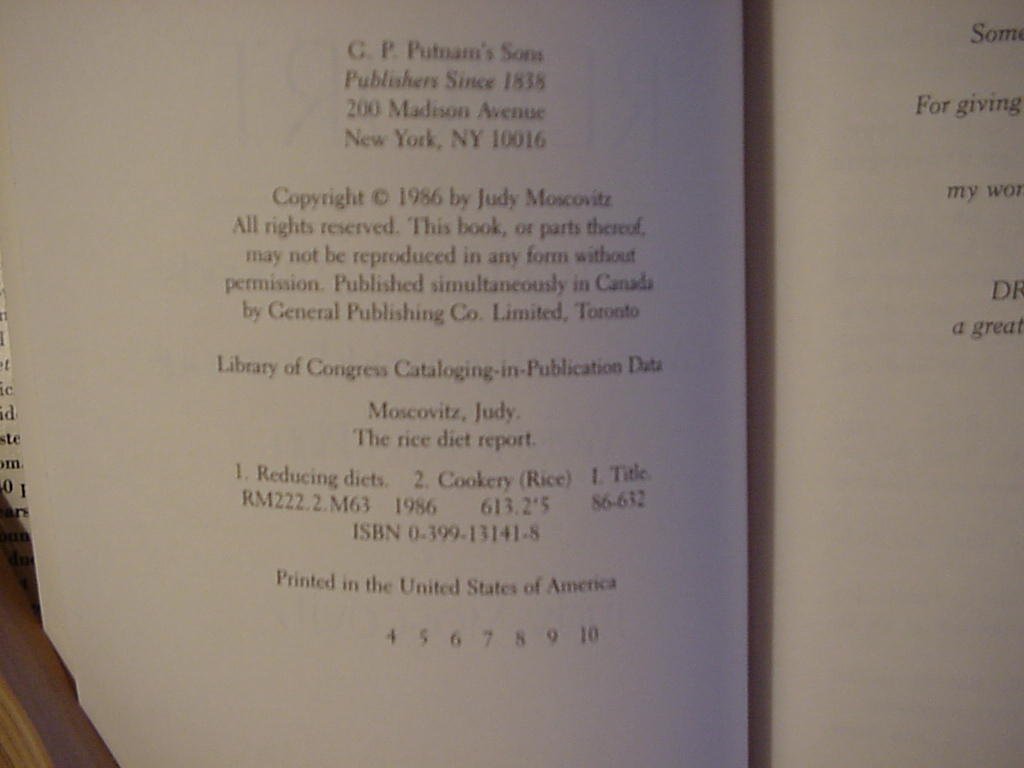 G. P. Putnam's Sons
Publishers Since 1838
200 Madison Avenue
New York, NY 10016
Copyright © 1986 by Judy Moscovitz
All rights reserved. This book, or parts thereof,
may not be reproduced in any form without
permission. Published simultaneously in Canada
by General Publishing Co. Limited, Toronto
Library of Congress Cataloging-in-Publication Data
Moscovitz, Judy.
The rice diet report.
1. Reducing diets. 2. Cookery (Rice) I. Title.
RM222.2.M63 1986 613.2'5 86-632
ISBN 0-399-13141-8
Printed in the United States of America
4 5 6 7 8 9 10
Some
For giving
my
DR
a great